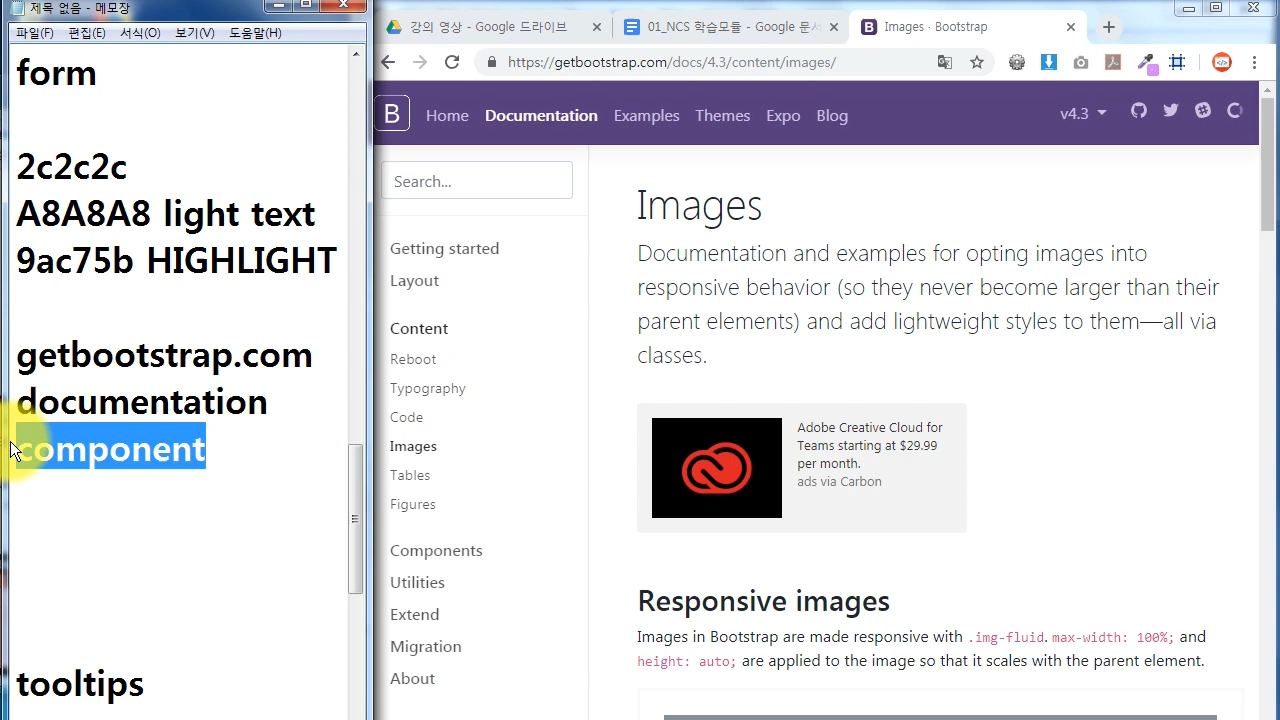 제목 없음 - 메모장
파일(F) 편집(E) 서식(O) 보기(V) 도움말(H)
form
2c2c2c
A8A8A8 light text
9ac75b HIGHLIGHT
getbootstrap.com
documentation
component
tooltips
강의 영상 - Google 드라이브
01_NCS 학습모듈 - Google 문서
Images · Bootstrap
https://getbootstrap.com/docs/4.3/content/images/
B Home Documentation Examples Themes Expo Blog v4.3
Search...
Getting started
Layout
Content
Reboot
Typography
Code
Images
Tables
Figures
Components
Utilities
Extend
Migration
About
Images
Documentation and examples for opting images into
responsive behavior (so they never become larger than their
parent elements) and add lightweight styles to them—all via
classes.
Adobe Creative Cloud for
Teams starting at $29.99
per month.
ads via Carbon
Responsive images
Images in Bootstrap are made responsive with .img-fluid. max-width: 100%; and
height: auto; are applied to the image so that it scales with the parent element.